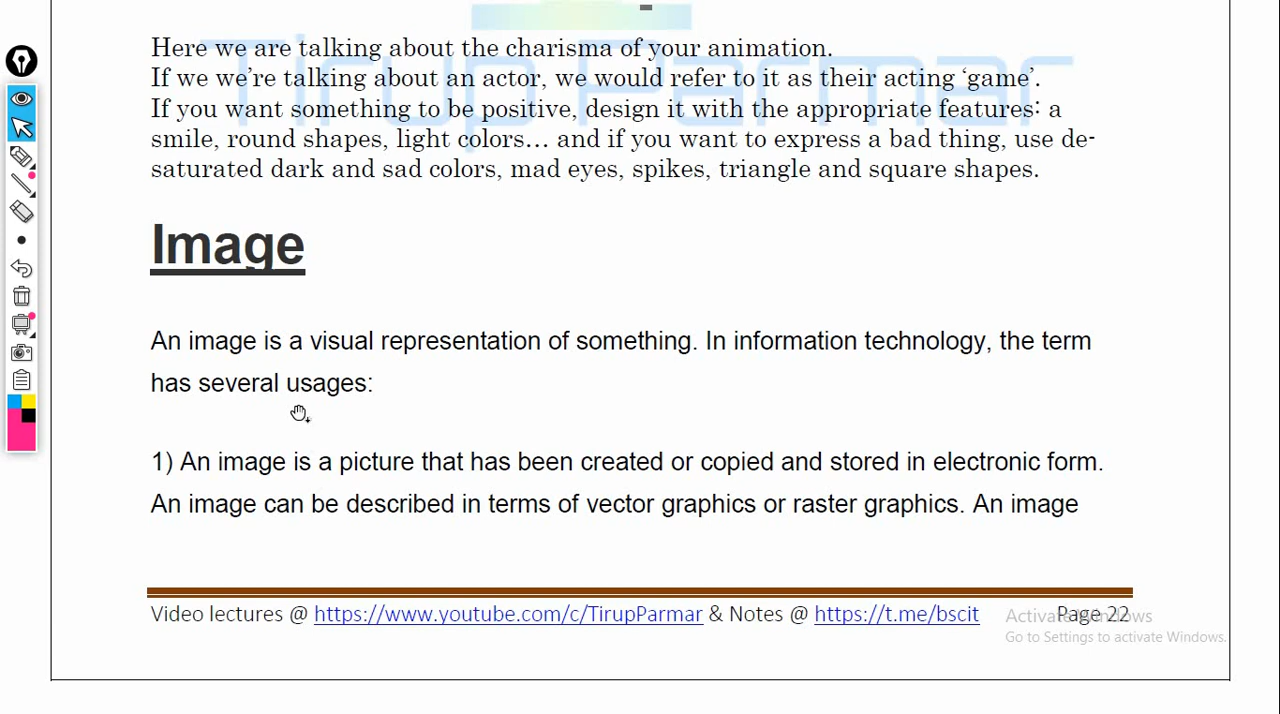 Tirup Parmar
Here we are talking about the charisma of your animation.
If we we're talking about an actor, we would refer to it as their acting ‘game’.
If you want something to be positive, design it with the appropriate features: a
smile, round shapes, light colors… and if you want to express a bad thing, use de-
saturated dark and sad colors, mad eyes, spikes, triangle and square shapes.
Image
An image is a visual representation of something. In information technology, the term
has several usages:
1) An image is a picture that has been created or copied and stored in electronic form.
An image can be described in terms of vector graphics or raster graphics. An image
Video lectures @ https://www.youtube.com/c/TirupParmar & Notes @ https://t.me/bscit Page 22
Activate Windows
Go to Settings to activate Windows.